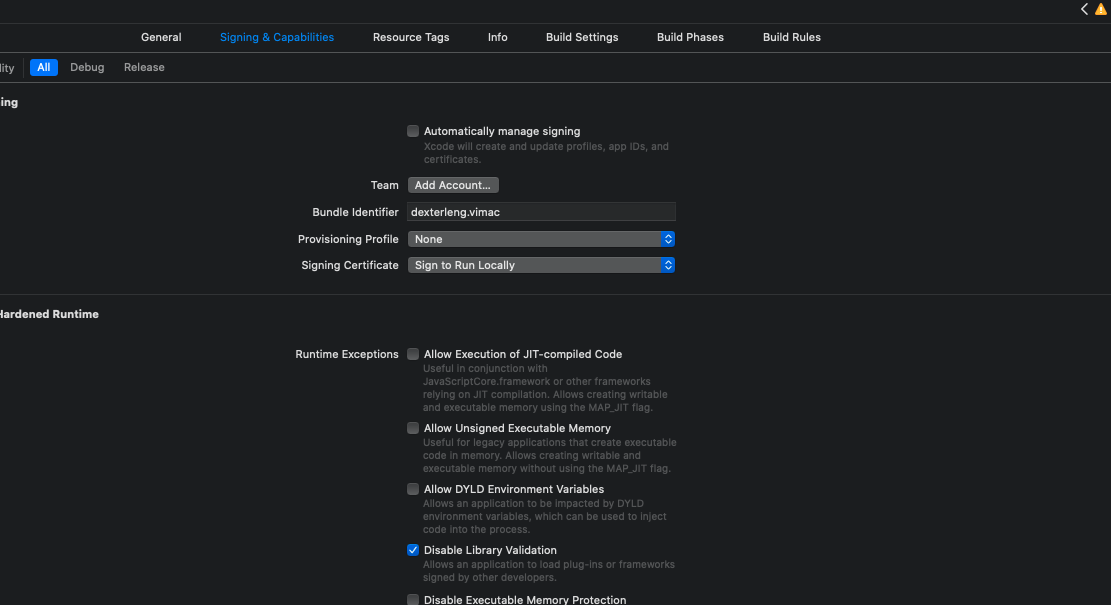 General Signing & Capabilities Resource Tags Info Build Settings Build Phases Build Rules
All Debug Release
Automatically manage signing
Xcode will create and update profiles, app IDs, and
certificates.
Team Add Account...
Bundle Identifier dexterleng.vimac
Provisioning Profile None
Signing Certificate Sign to Run Locally
Hardened Runtime
Runtime Exceptions Allow Execution of JIT-compiled Code
Useful in conjunction with
JavaScriptCore.framework or other frameworks
relying on JIT compilation. Allows creating writable
and executable memory using the MAP_JIT flag.
Allow Unsigned Executable Memory
Useful for legacy applications that create executable
code in memory. Allows creating writable and
executable memory without using the MAP_JIT flag.
Allow DYLD Environment Variables
Allows an application to be impacted by DYLD
environment variables, which can be used to inject
code into the process.
Disable Library Validation
Allows an application to load plug-ins or frameworks
signed by other developers.
Disable Executable Memory Protection